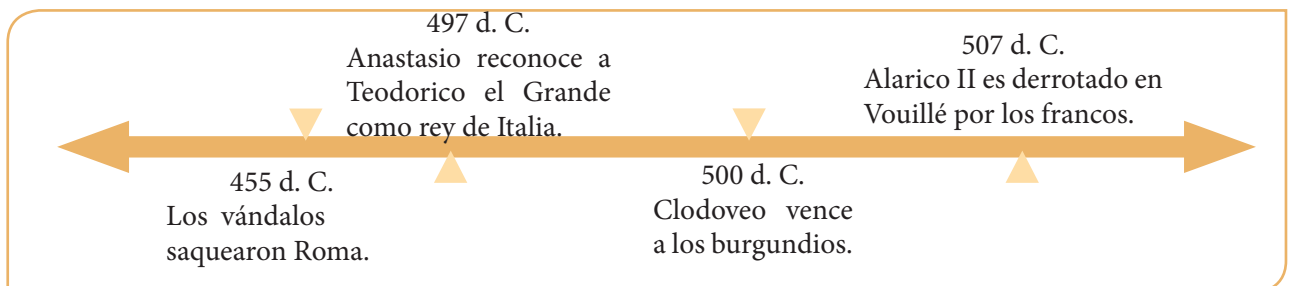 497 d. C.
Anastasio reconoce a
Teodorico el Grande
como rey de Italia.
507 d. C.
Alarico II es derrotado en
Vouillé por los francos.
455 d. C.
Los vándalos
saquearon Roma.
500 d. C.
Clodoveo vence
a los burgundios.